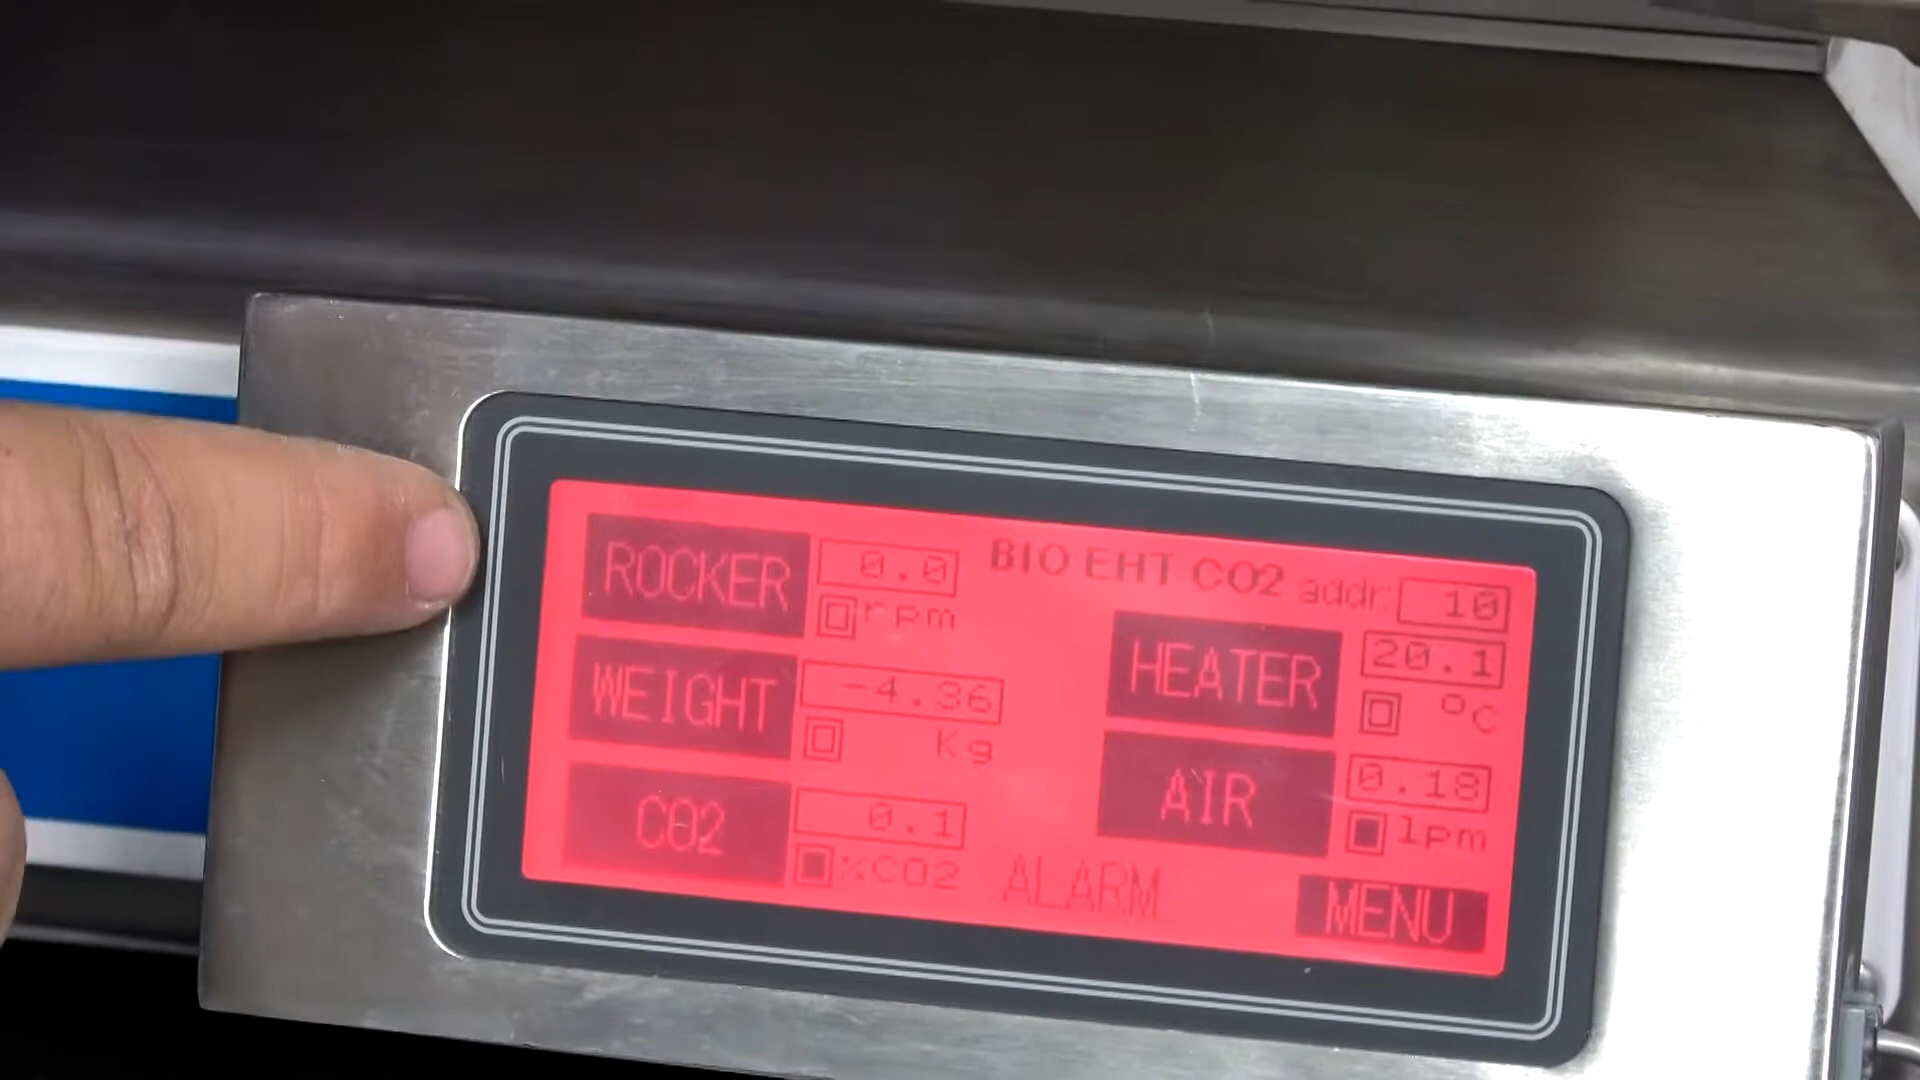 BIO EHT CO2 addr: 10
ROCKER 0.0
rpm
HEATER 20.1
°C
WEIGHT -4.36
Kg
AIR 0.18
lpm
CO2 0.1
%CO2
ALARM
MENU